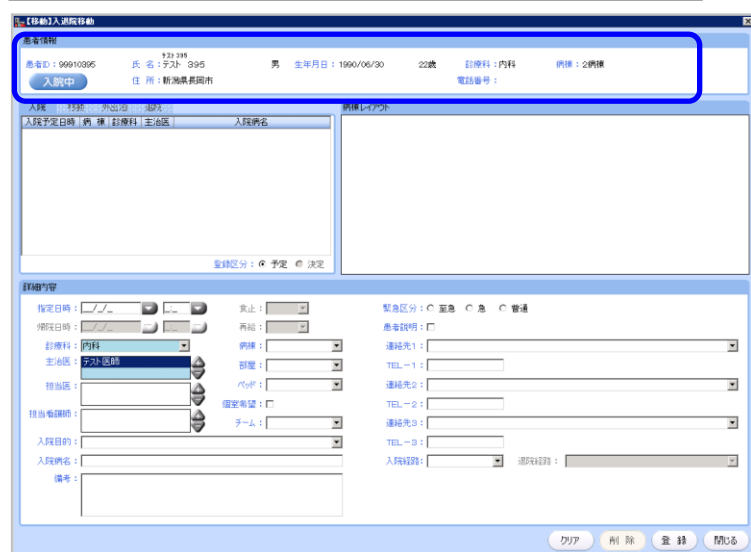 【移動】入退院移動
患者情報
ﾃｽﾄ 395
患者ID：99910395 氏 名：ﾃｽﾄ 395 男 生年月日：1990/06/30 22歳 診療科：内科 病棟：2病棟
入院中 住 所：新潟県長岡市 電話番号：
入院 移動 外出泊 退院 病棟レイアウト
入院予定日時 病 棟 診療科 主治医 入院病名
登録区分： 予定 決定
詳細内容
指定日時：__/_/_ _:_ 食止： 緊急区分： 至急 急 普通
帰院日時：__/_/_ _:_ 再給： 患者説明：
診療科：内科 病棟： 連絡先1：
主治医：テスト医師 部屋： TEL－1：
担当医： ベッド： 連絡先2：
個室希望： TEL－2：
担当看護師： チーム： 連絡先3：
入院目的： TEL－3：
入院病名： 入院経路： 退院経路：
備考：
クリア 削 除 登 録 閉じる